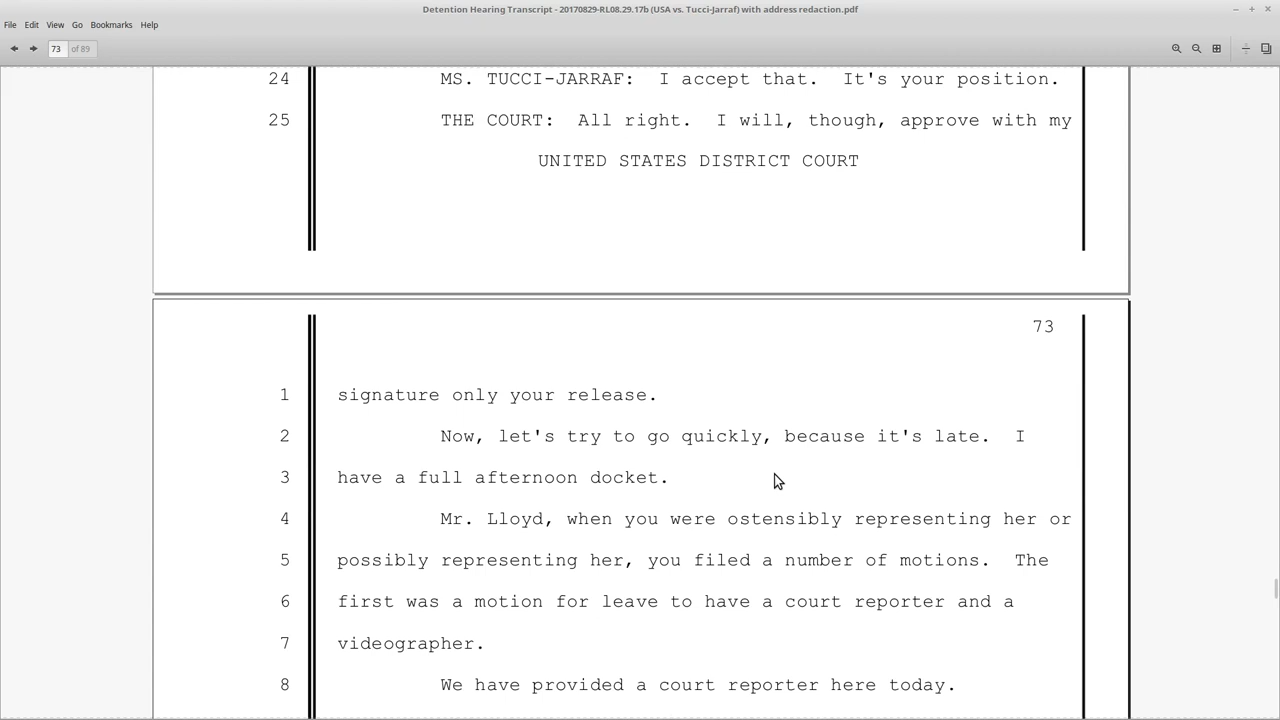 Detention Hearing Transcript - 20170829-RL08.29.17b (USA vs. Tucci-Jarraf) with address redaction.pdf
File Edit View Go Bookmarks Help
73 of 89
24 MS. TUCCI-JARRAF: I accept that. It's your position.
25 THE COURT: All right. I will, though, approve with my
UNITED STATES DISTRICT COURT
73
1 signature only your release.
2 Now, let's try to go quickly, because it's late. I
3 have a full afternoon docket.
4 Mr. Lloyd, when you were ostensibly representing her or
5 possibly representing her, you filed a number of motions. The
6 first was a motion for leave to have a court reporter and a
7 videographer.
8 We have provided a court reporter here today.